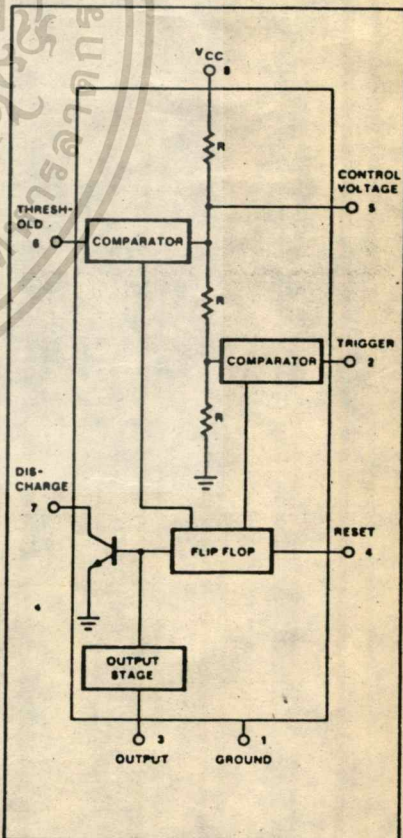 VCC
8
R
CONTROL
VOLTAGE
5
THRESH-
OLD
6
COMPARATOR
R
COMPARATOR
TRIGGER
2
R
DIS-
CHARGE
7
FLIP FLOP
RESET
4
OUTPUT
STAGE
3
OUTPUT
1
GROUND